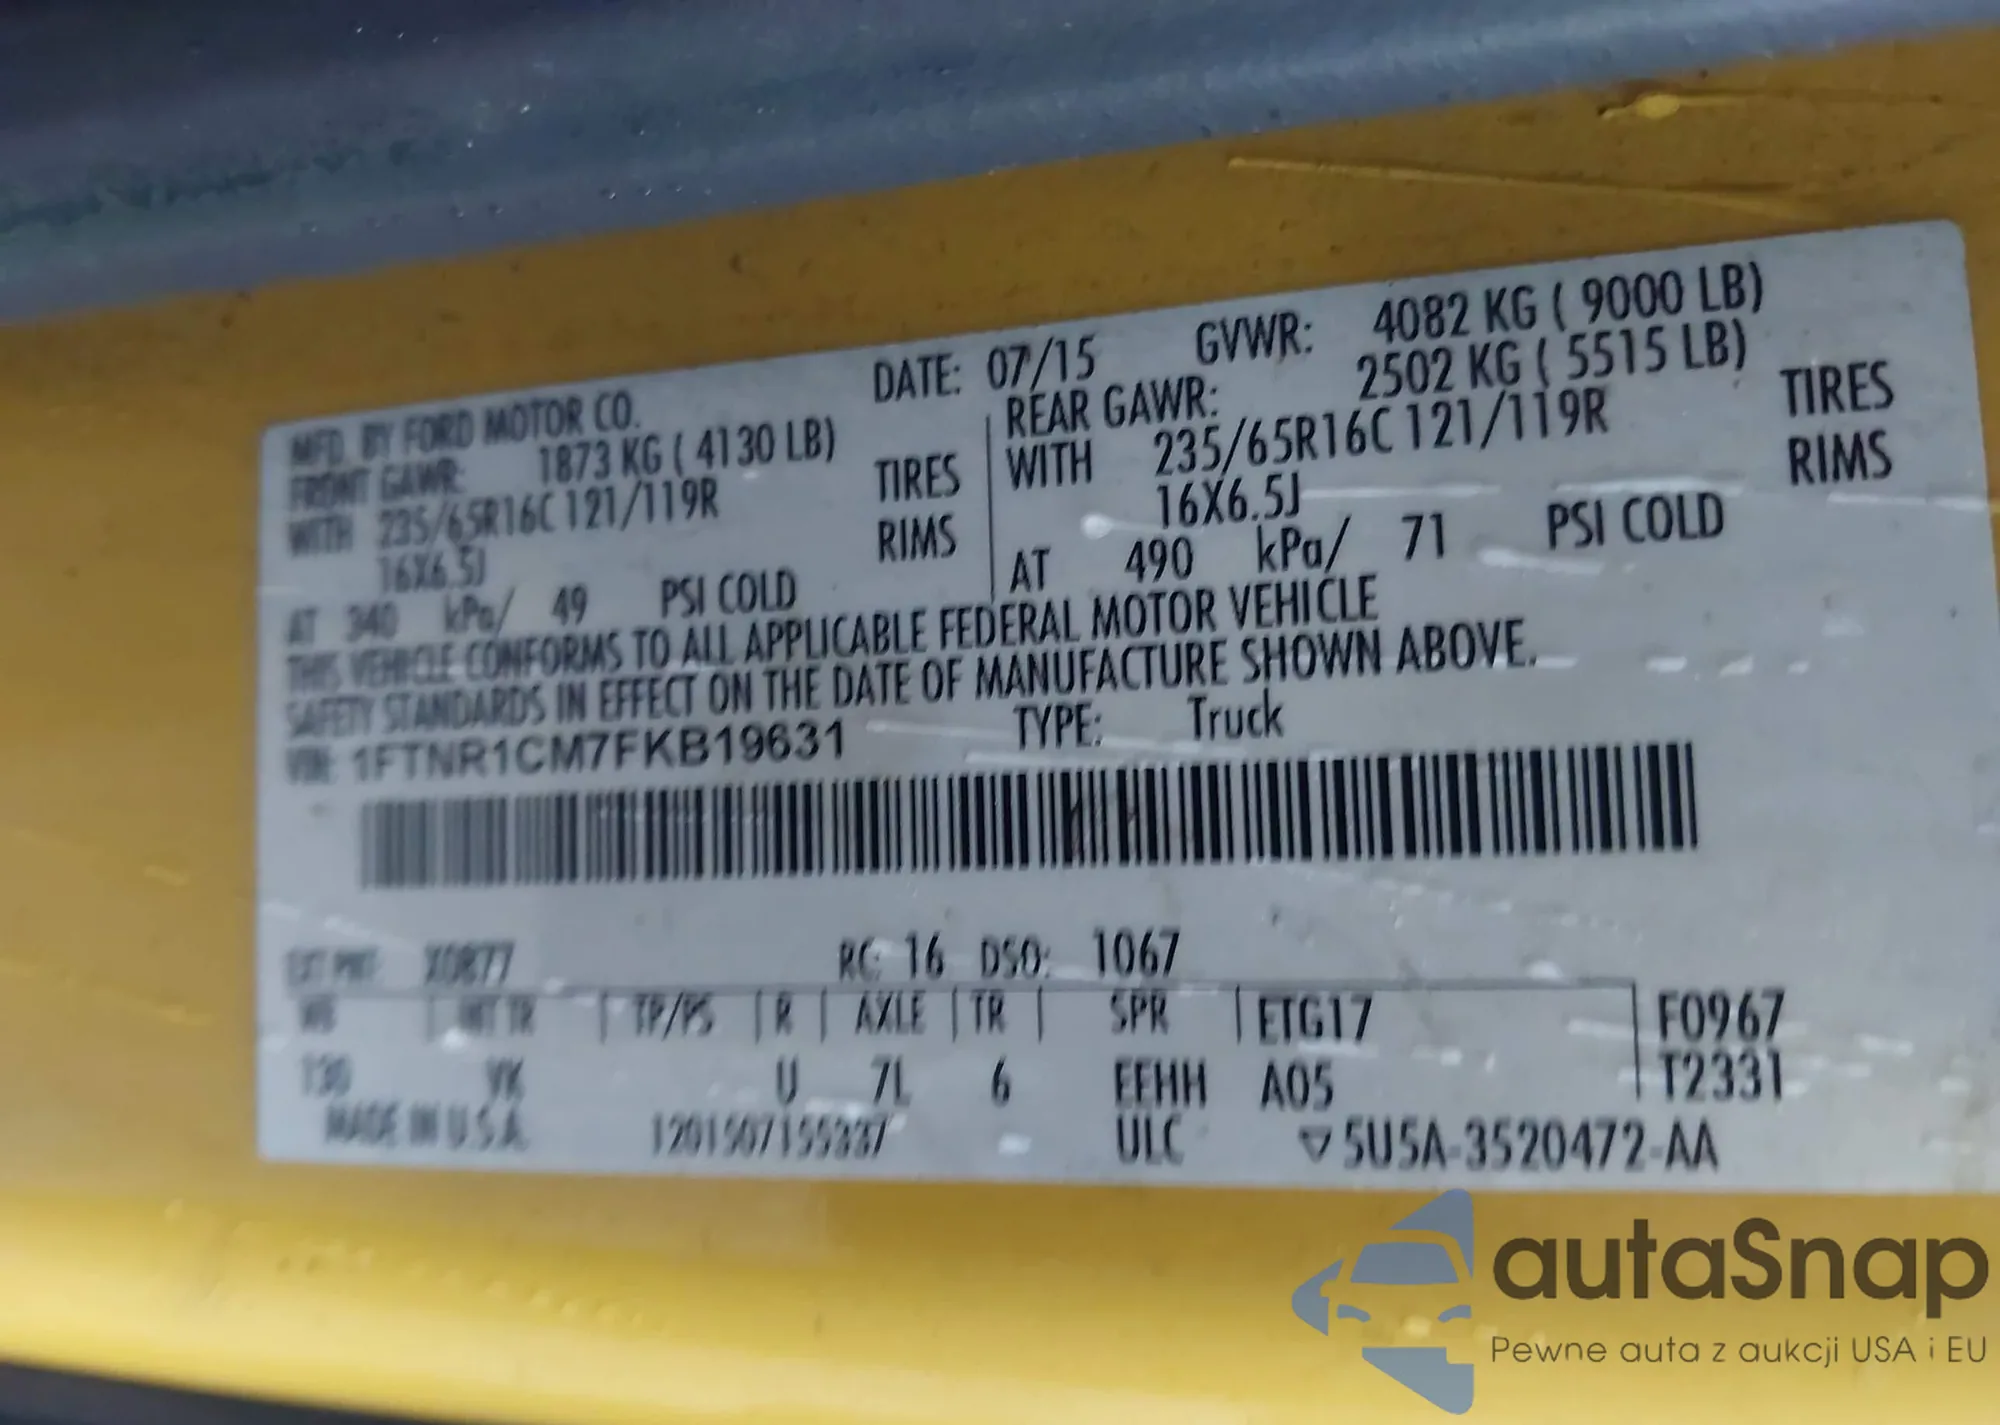 MFD. BY FORD MOTOR CO. DATE: 07/15 GVWR: 4082 KG ( 9000 LB)
FRONT GAWR: 1873 KG ( 4130 LB) REAR GAWR: 2502 KG ( 5515 LB)
WITH 235/65R16C 121/119R TIRES WITH 235/65R16C 121/119R TIRES
16X6.5J RIMS 16X6.5J RIMS
AT 340 kPa/ 49 PSI COLD AT 490 kPa/ 71 PSI COLD
THIS VEHICLE CONFORMS TO ALL APPLICABLE FEDERAL MOTOR VEHICLE
SAFETY STANDARDS IN EFFECT ON THE DATE OF MANUFACTURE SHOWN ABOVE.
VIN: 1FTNR1CM7FKB19631 TYPE: Truck
EXT PNT: X0877 RC: 16 DSO: 1067
WB INT TR TP/PS R AXLE TR SPR ETG17 F0967
130 VK U 7L 6 EEHH A05 T2331
MADE IN U.S.A. ULC ▽5U5A-3520472-AA
autaSnap
Pewne auta z aukcji USA i EU